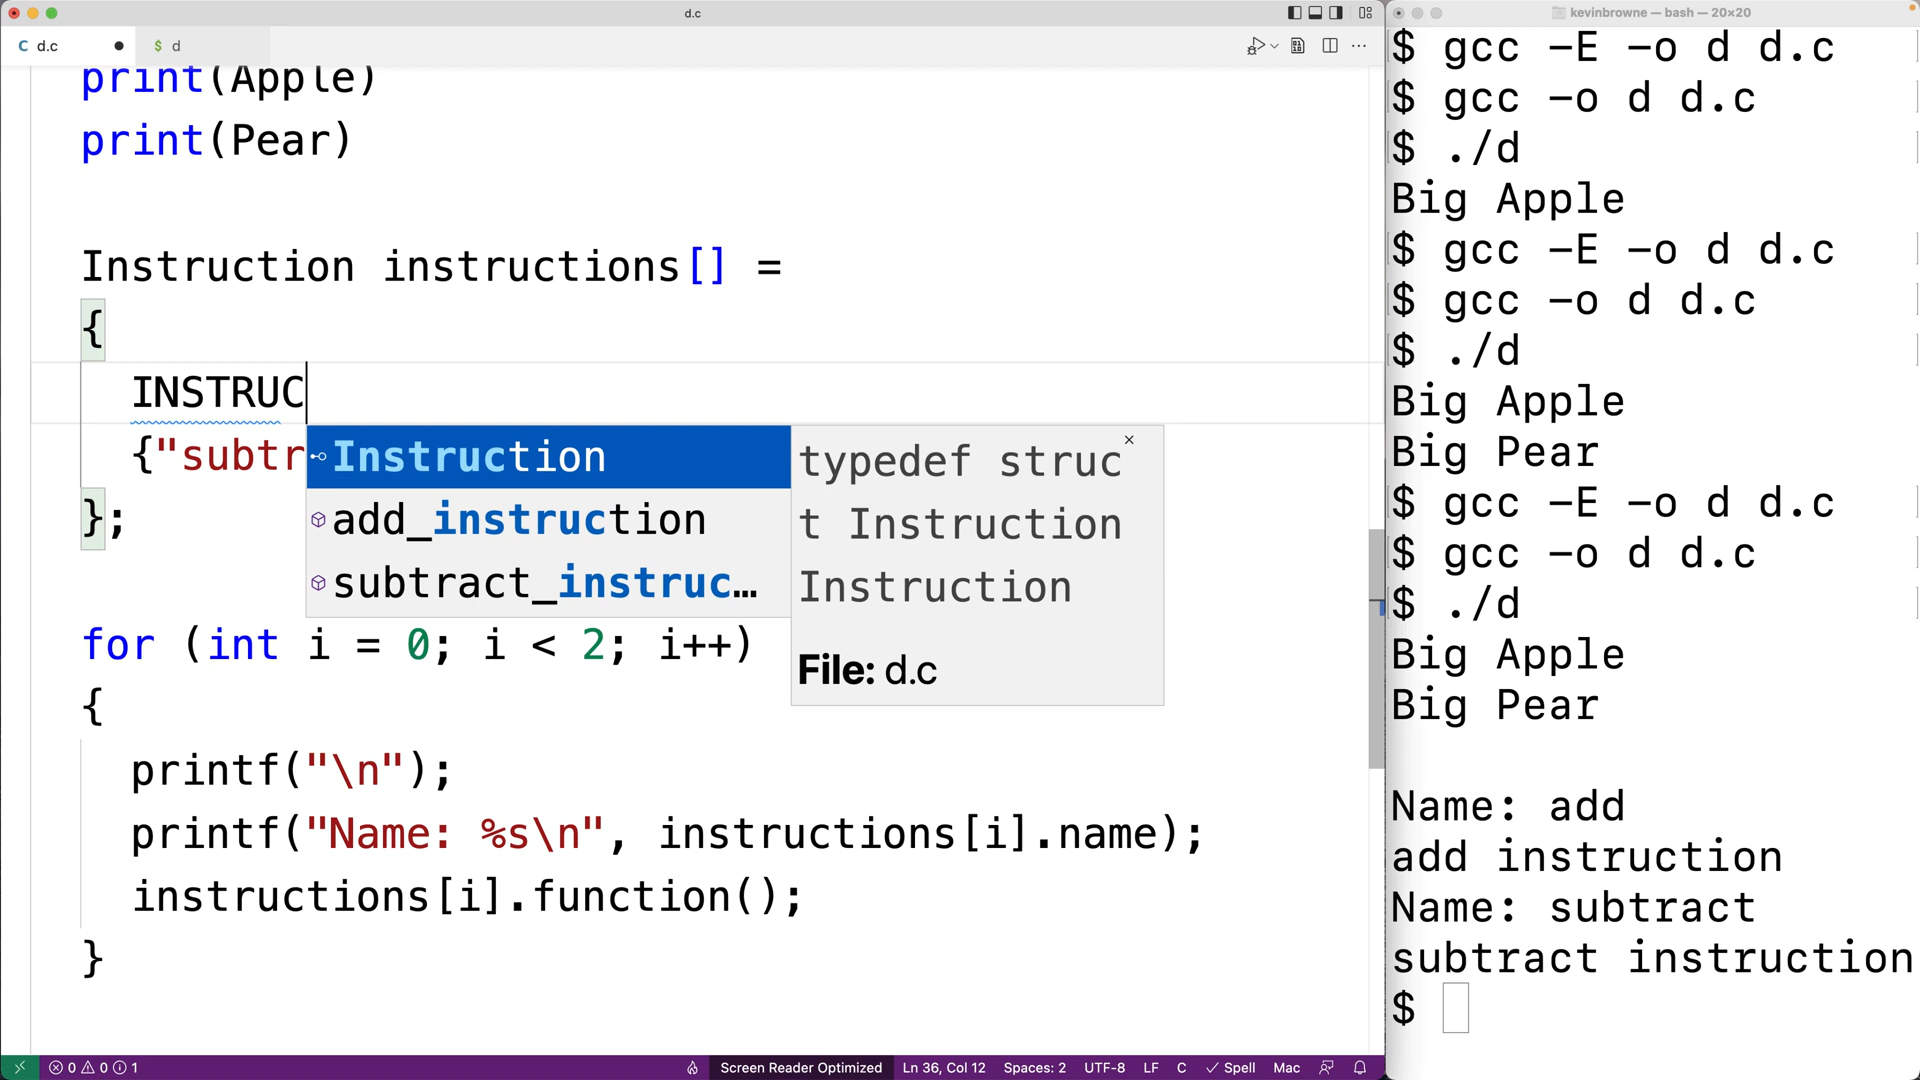 d.c
d.c
d
print(Apple)
print(Pear)
Instruction instructions[] =
{
INSTRUC
{"subtr
};
Instruction
add_instruction
subtract_instruc…
typedef struc
t Instruction
Instruction
File: d.c
for (int i = 0; i < 2; i++)
{
printf("\n");
printf("Name: %s\n", instructions[i].name);
instructions[i].function();
}
0 0 1
Screen Reader Optimized
Ln 36, Col 12
Spaces: 2
UTF-8
LF
C
Spell
Mac
kevinbrowne — bash — 20×20
$ gcc -E -o d d.c
$ gcc -o d d.c
$ ./d
Big Apple
$ gcc -E -o d d.c
$ gcc -o d d.c
$ ./d
Big Apple
Big Pear
$ gcc -E -o d d.c
$ gcc -o d d.c
$ ./d
Big Apple
Big Pear
Name: add
add instruction
Name: subtract
subtract instruction
$